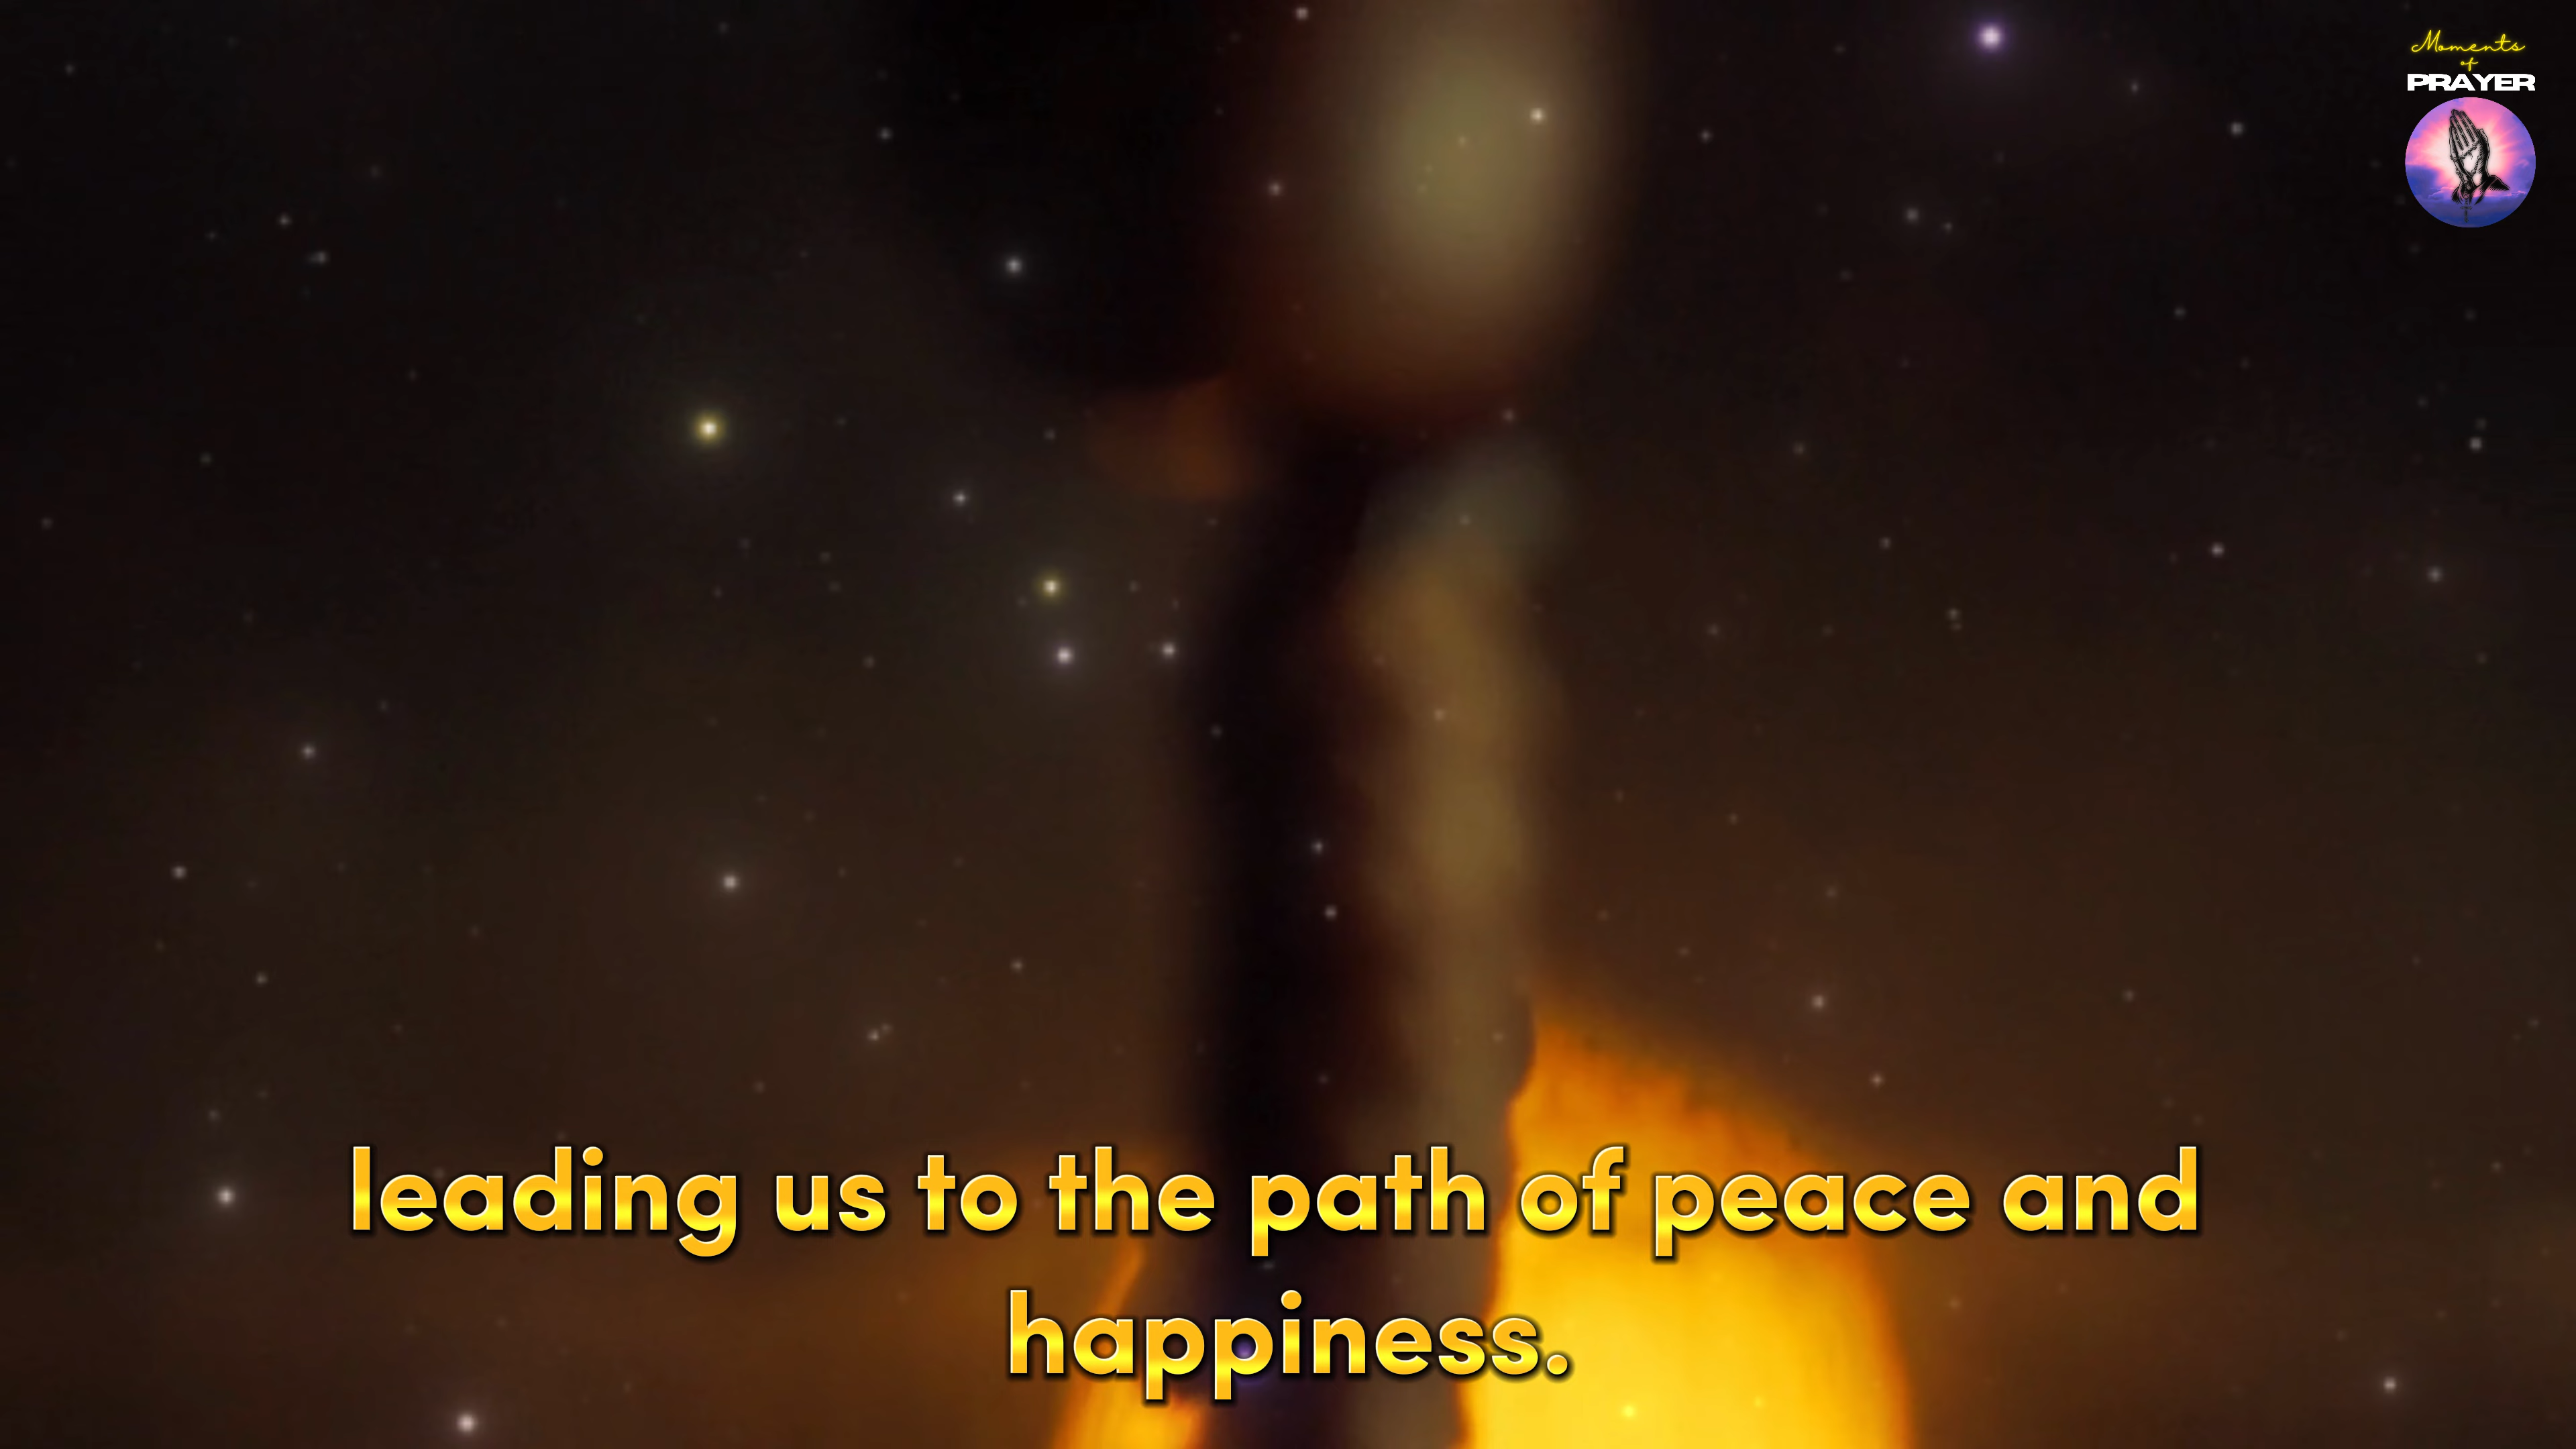 Moments
of
PRAYER
leading us to the path of peace and
happiness.